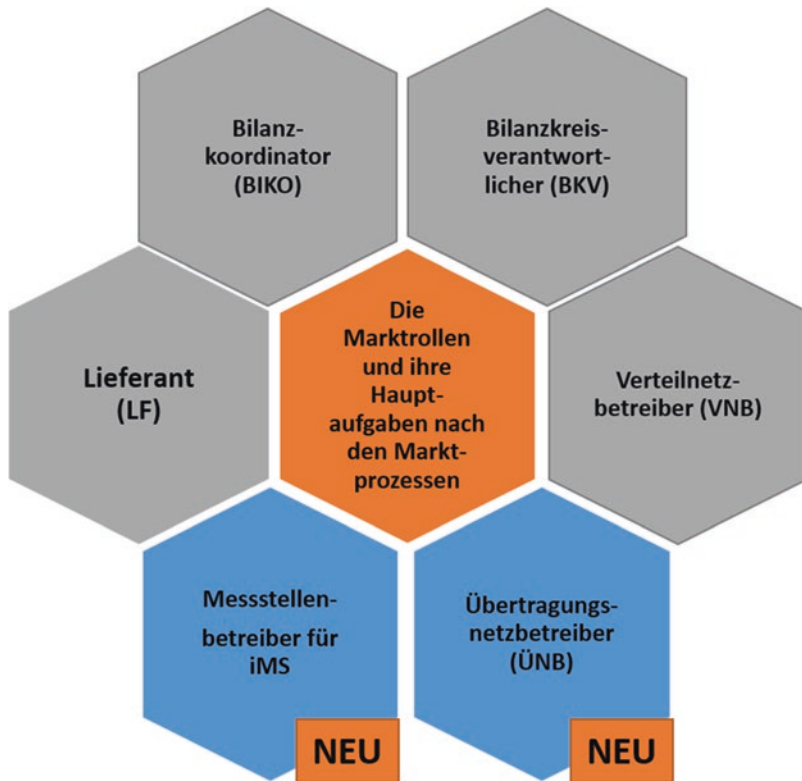 Bilanz-
koordinator
(BIKO)
Bilanzkreis-
verantwort-
licher (BKV)
Lieferant
(LF)
Die
Marktrollen
und ihre
Haupt-
aufgaben nach
den Markt-
prozessen
Verteilnetz-
betreiber (VNB)
Messstellen-
betreiber für
iMS
NEU
Übertragungs-
netzbetreiber
(ÜNB)
NEU